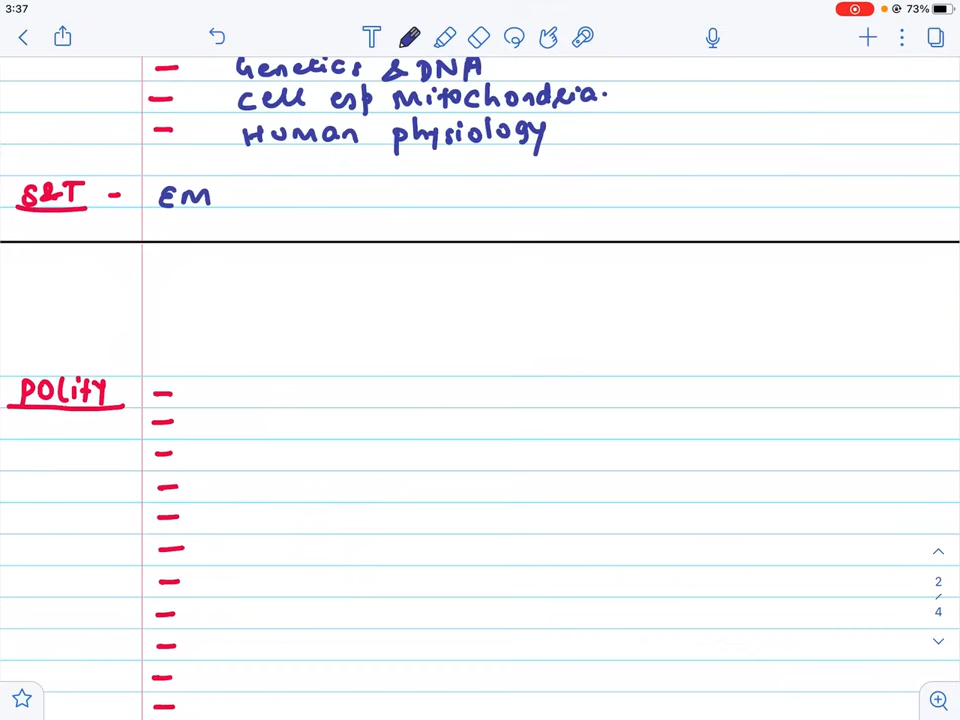 3:37 73%
T
- Genetics & DNA
- Cell esp Mitochondria.
- Human physiology
S&T - EM
Polity -
-
-
-
-
-
-
-
-
-
-
2
/
4